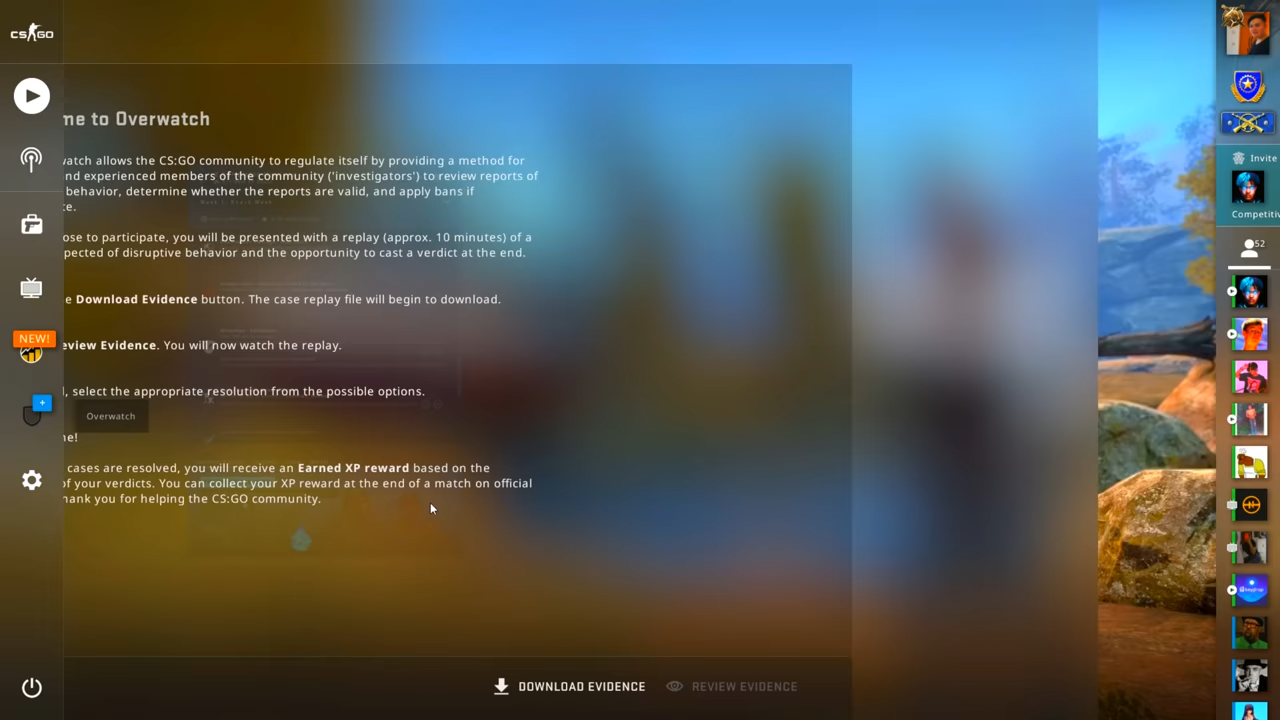 CS GO
me to Overwatch
watch allows the CS:GO community to regulate itself by providing a method for
nd experienced members of the community ('investigators') to review reports of
behavior, determine whether the reports are valid, and apply bans if
te.
ose to participate, you will be presented with a replay (approx. 10 minutes) of a
pected of disruptive behavior and the opportunity to cast a verdict at the end.
e Download Evidence button. The case replay file will begin to download.
eview Evidence. You will now watch the replay.
l, select the appropriate resolution from the possible options.
ne!
cases are resolved, you will receive an Earned XP reward based on the
of your verdicts. You can collect your XP reward at the end of a match on official
hank you for helping the CS:GO community.
NEW!
+
Overwatch
DOWNLOAD EVIDENCE
REVIEW EVIDENCE
Invite
Competitiv
52